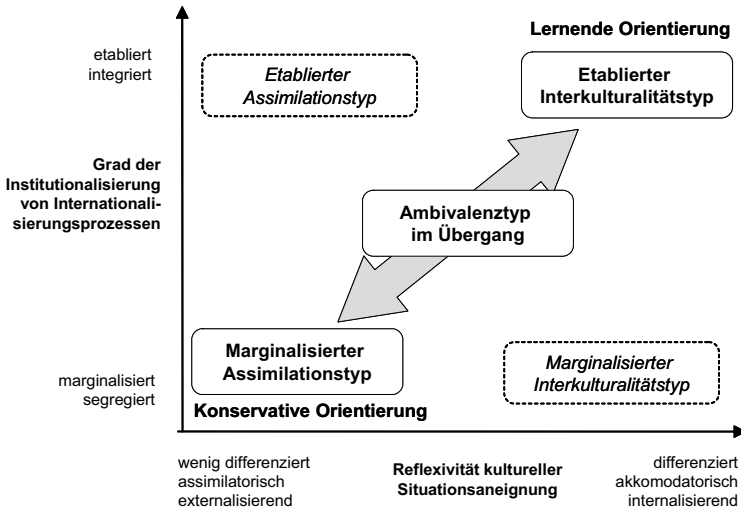 Lernende Orientierung
etabliert
integriert
Etablierter
Assimilationstyp
Etablierter
Interkulturalitätstyp
Grad der
Institutionalisierung
von Internationali-
sierungsprozessen
Ambivalenztyp
im Übergang
Marginalisierter
Assimilationstyp
Marginalisierter
Interkulturalitätstyp
marginalisiert
segregiert
Konservative Orientierung
wenig differenziert
assimilatorisch
externalisierend
Reflexivität kultureller
Situationsaneignung
differenziert
akkomodatorisch
internalisierend